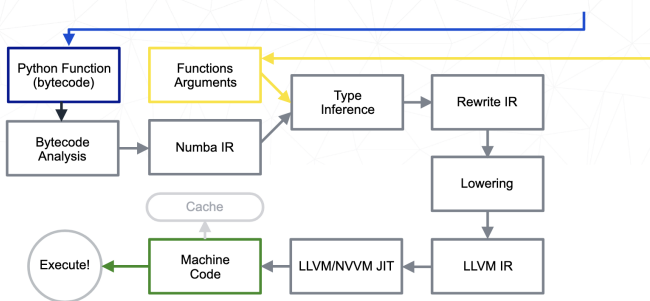 Python Function
(bytecode)
Functions
Arguments
Type
Inference
Rewrite IR
Bytecode
Analysis
Numba IR
Lowering
Cache
Execute!
Machine
Code
LLVM/NVVM JIT
LLVM IR